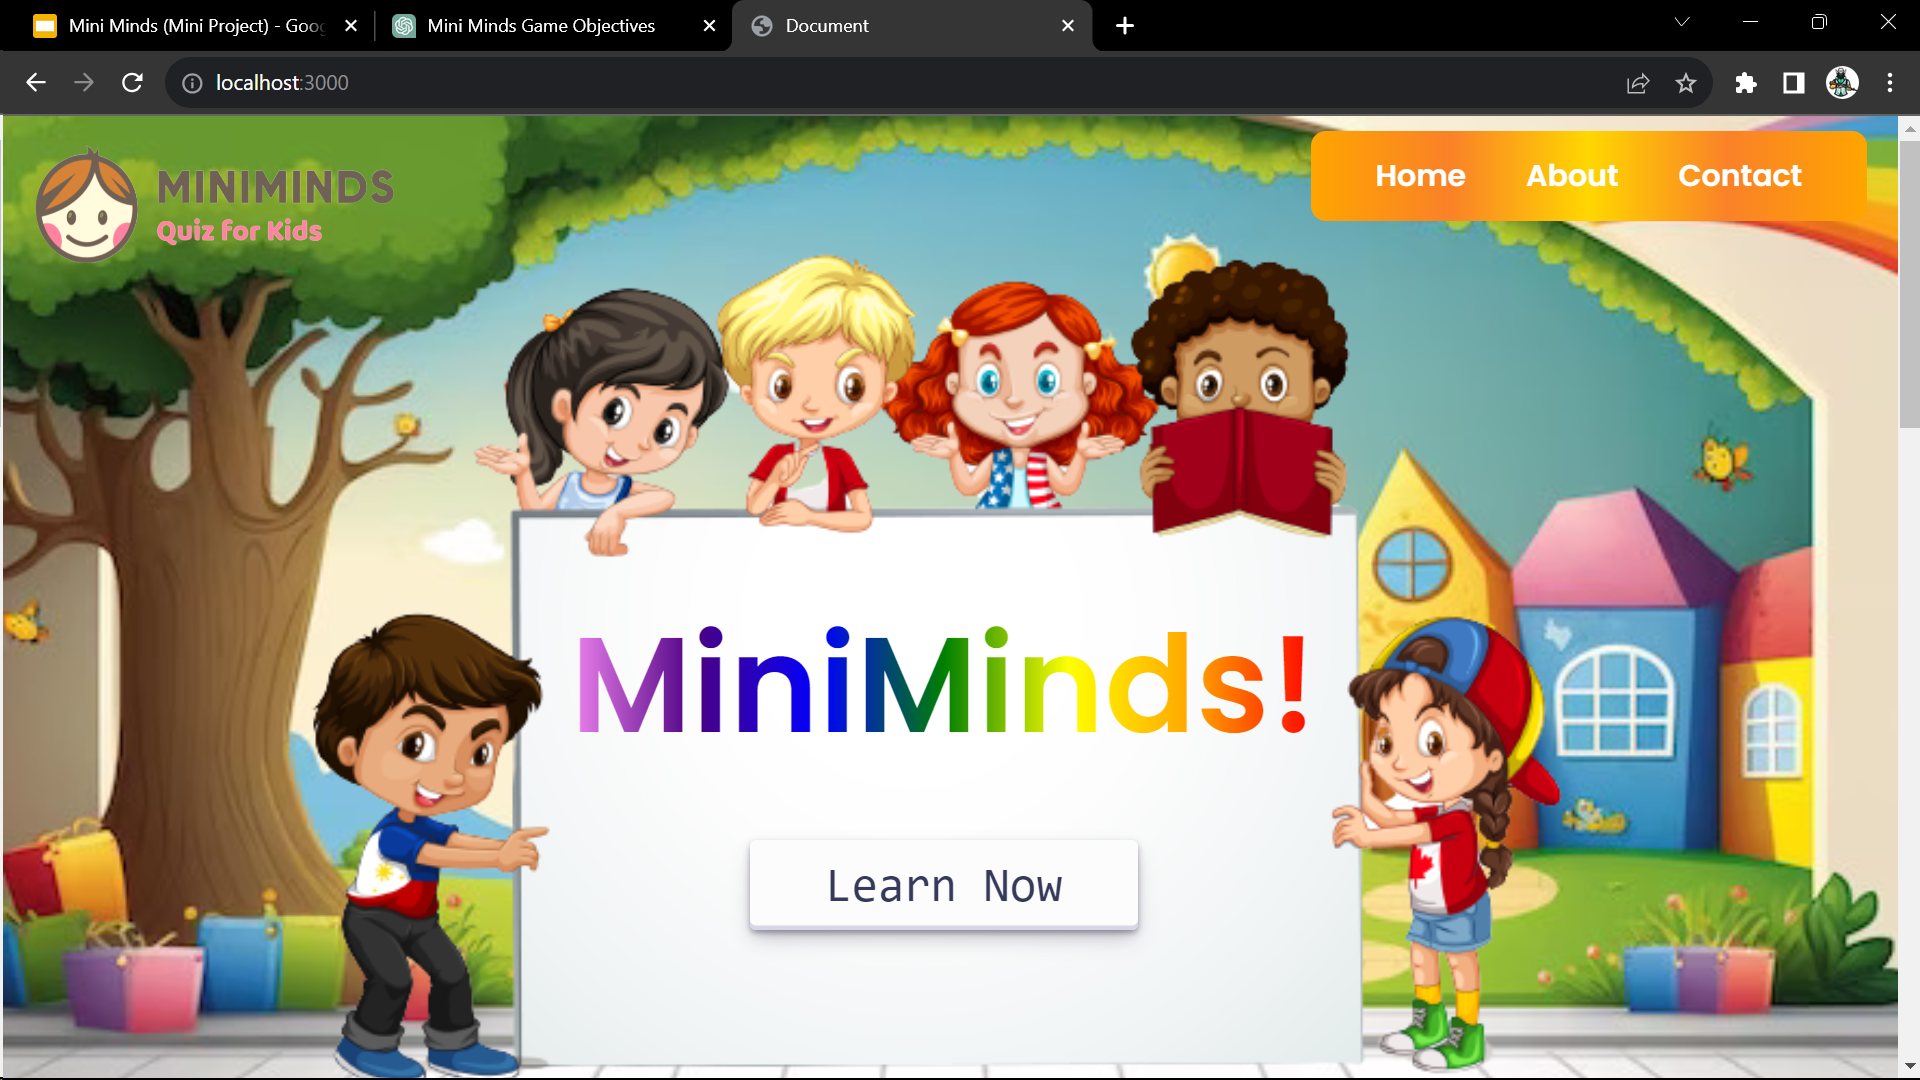 Mini Minds (Mini Project) - Goo
Mini Minds Game Objectives
Document
localhost:3000
MINIMINDS
Quiz for Kids
Home About Contact
MiniMinds!
Learn Now